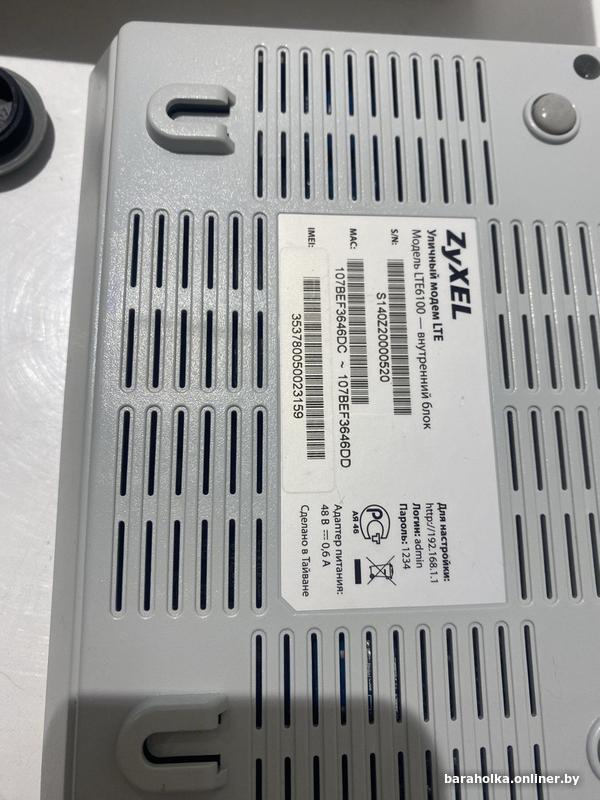 ZyXEL
Уличный модем LTE
Модель LTE6100 — внутренний блок
S/N:
S140Z20000520
MAC:
107BEF3646DC ~ 107BEF3646DD
IMEI:
353780050023159
Для настройки:
http://192.168.1.1
Логин: admin
Пароль: 1234
АЯ 46
Адаптер питания:
48 В ⎓ 0,6 А
Сделано в Тайване
baraholka.onliner.by